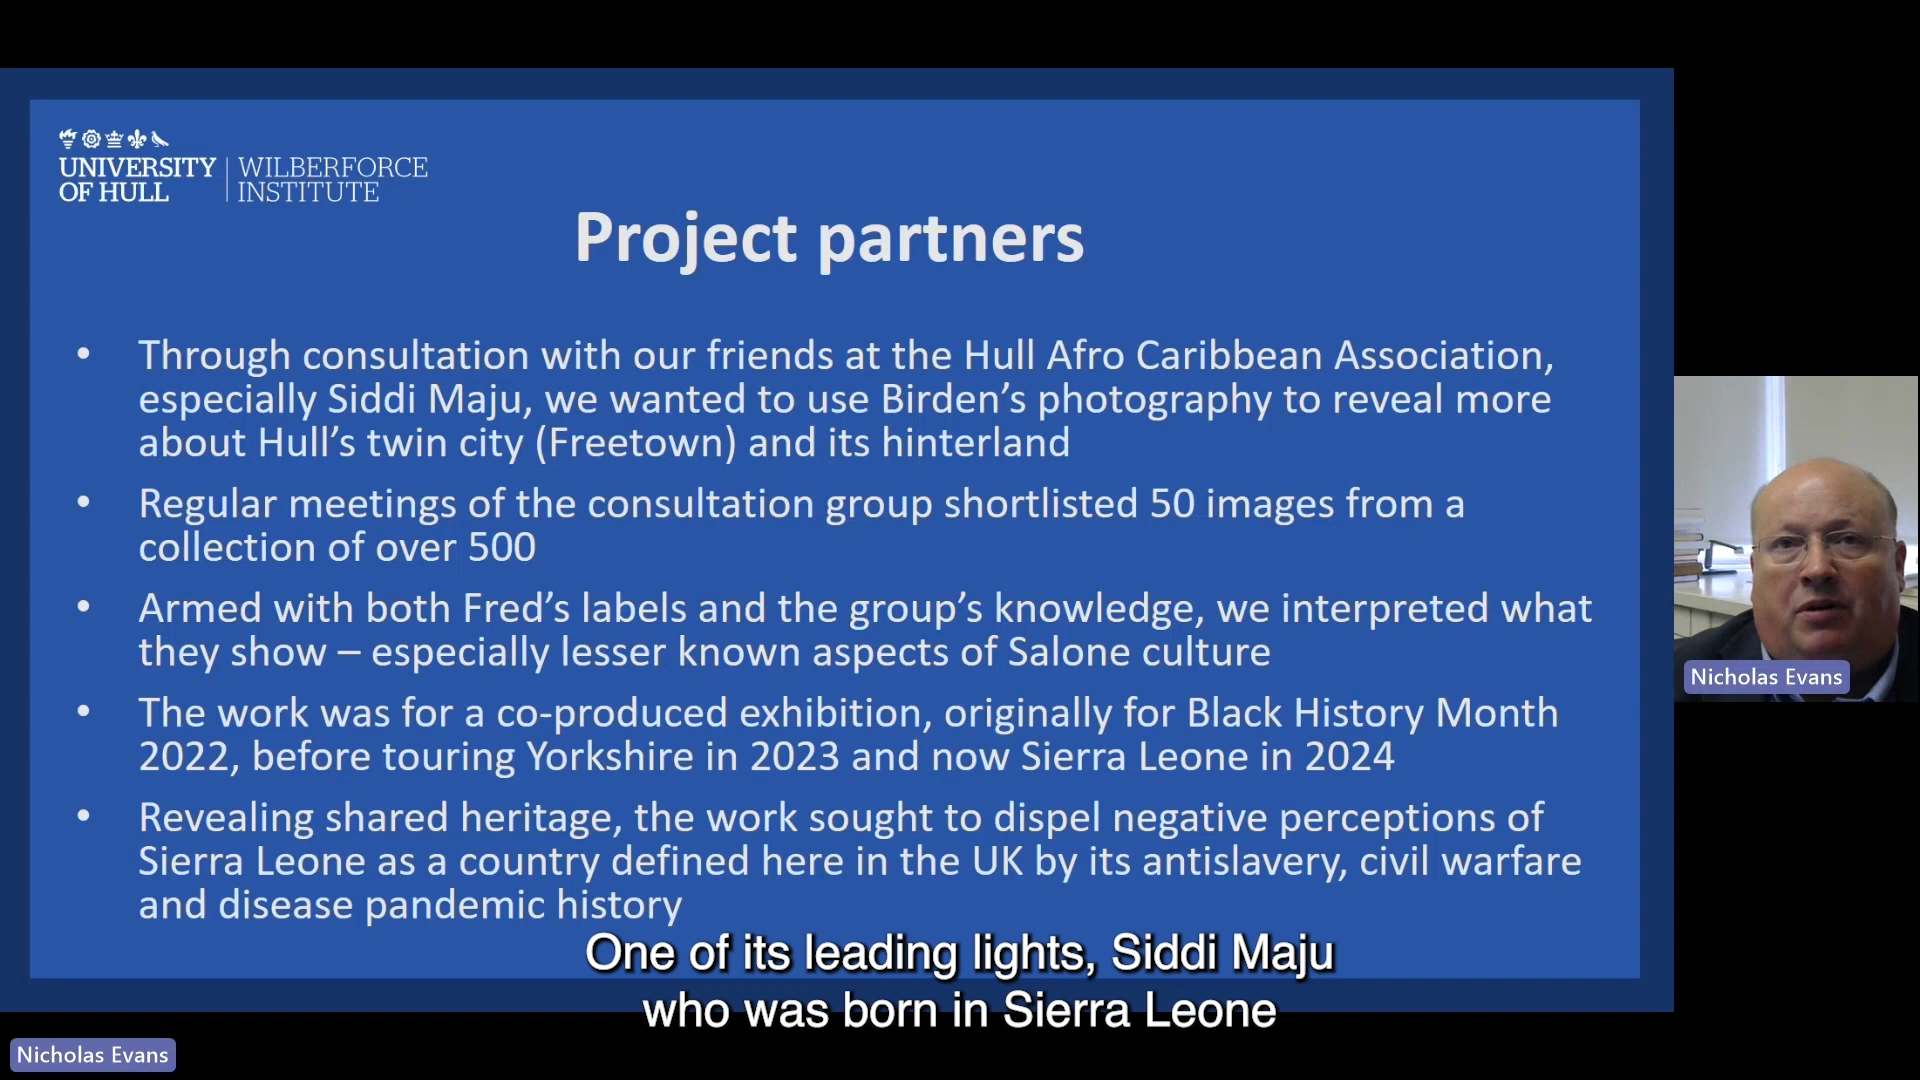 UNIVERSITY OF HULL
WILBERFORCE INSTITUTE
Project partners
• Through consultation with our friends at the Hull Afro Caribbean Association,
especially Siddi Maju, we wanted to use Birden’s photography to reveal more
about Hull’s twin city (Freetown) and its hinterland
• Regular meetings of the consultation group shortlisted 50 images from a
collection of over 500
• Armed with both Fred’s labels and the group’s knowledge, we interpreted what
they show – especially lesser known aspects of Salone culture
• The work was for a co-produced exhibition, originally for Black History Month
2022, before touring Yorkshire in 2023 and now Sierra Leone in 2024
• Revealing shared heritage, the work sought to dispel negative perceptions of
Sierra Leone as a country defined here in the UK by its antislavery, civil warfare
and disease pandemic history
Nicholas Evans
One of its leading lights, Siddi Maju
who was born in Sierra Leone
Nicholas Evans